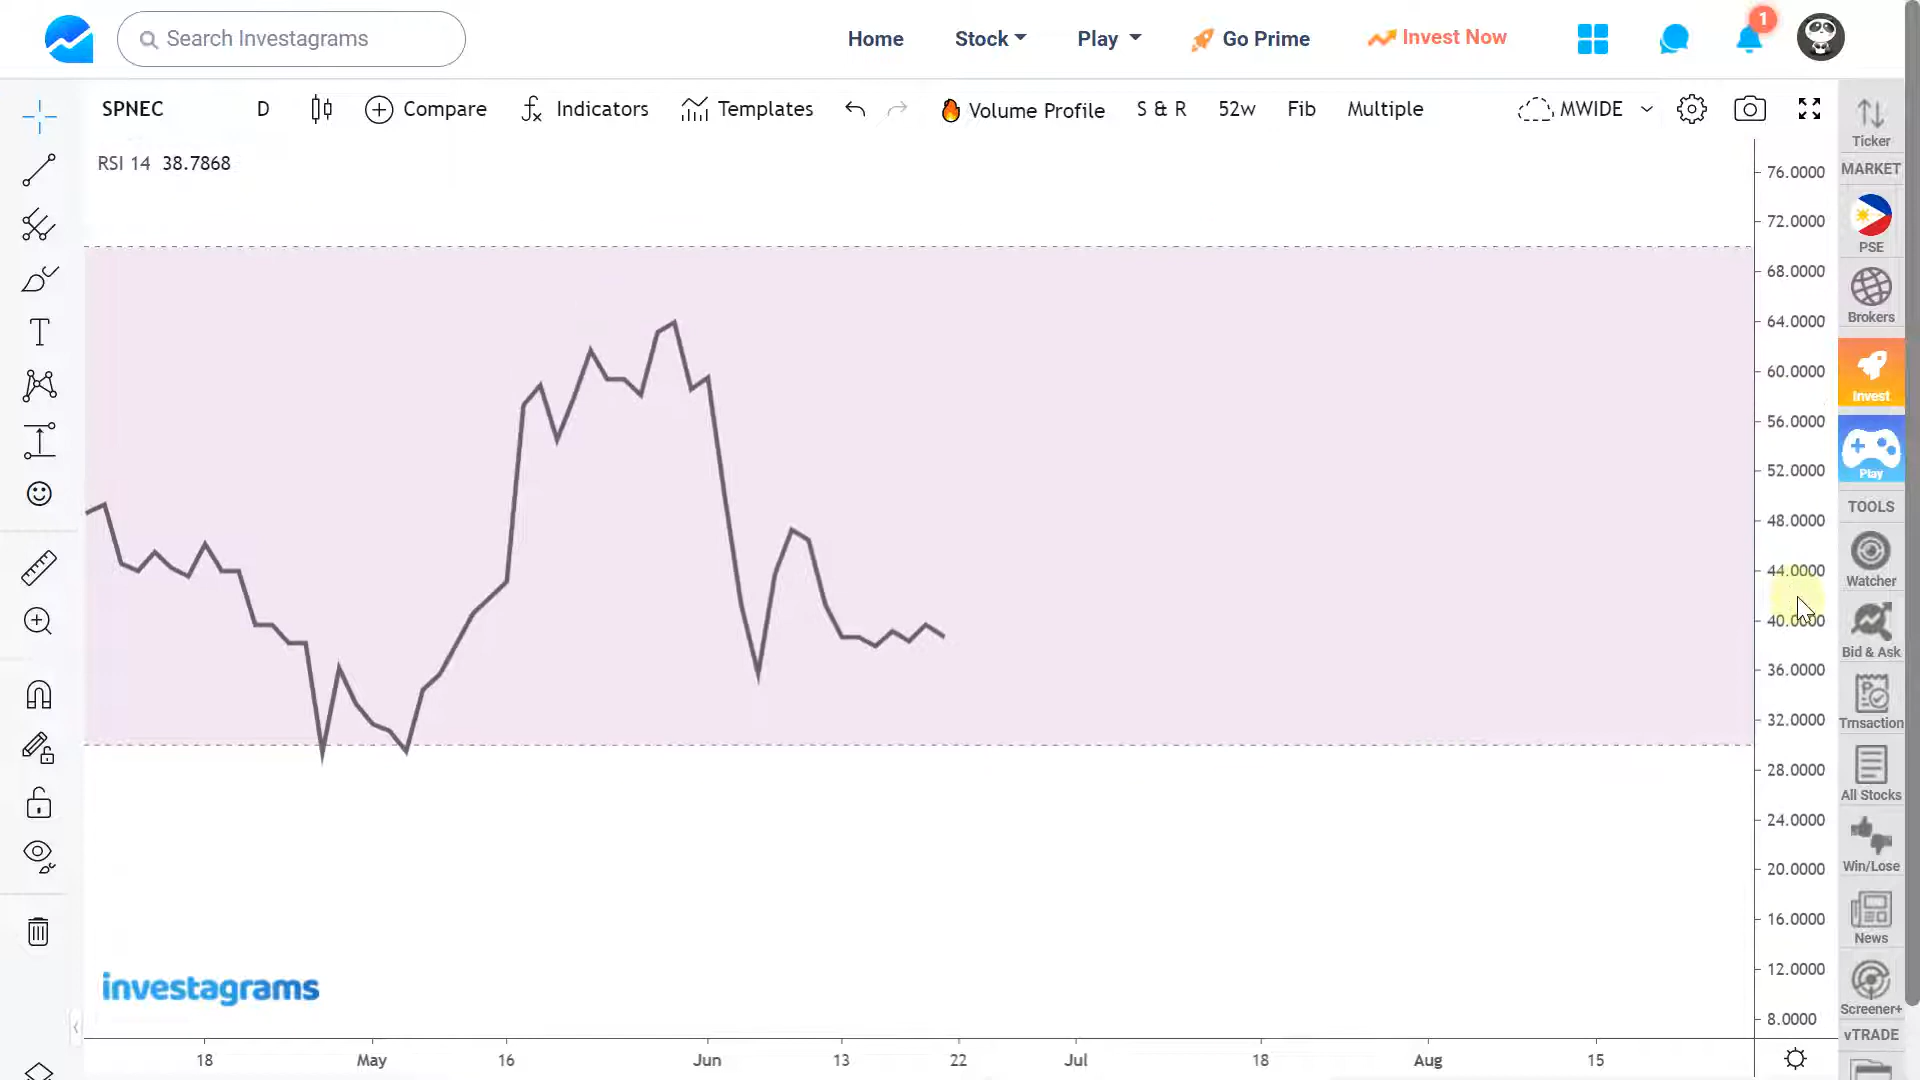 Search Investagrams
Home
Stock
Play
Go Prime
Invest Now
1
SPNEC
D
Compare
Indicators
Templates
Volume Profile
S & R
52w
Fib
Multiple
MWIDE
RSI 14 38.7868
76.0000
72.0000
68.0000
64.0000
60.0000
56.0000
52.0000
48.0000
44.0000
40.0000
36.0000
32.0000
28.0000
24.0000
20.0000
16.0000
12.0000
8.0000
Ticker
MARKET
PSE
Brokers
Invest
Play
TOOLS
Watcher
Bid & Ask
Trnsaction
All Stocks
Win/Lose
News
Screener+
vTRADE
investagrams
18
May
16
Jun
13
22
Jul
18
Aug
15